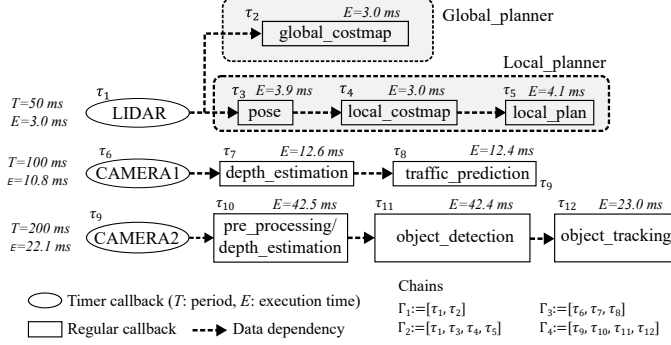 Global_planner
τ2 E=3.0 ms
global_costmap
Local_planner
τ1
T=50 ms
E=3.0 ms
LIDAR
τ3 E=3.9 ms
pose
τ4 E=3.0 ms
local_costmap
τ5 E=4.1 ms
local_plan
τ6
T=100 ms
E=10.8 ms
CAMERA1
τ7 E=12.6 ms
depth_estimation
τ8 E=12.4 ms
traffic_prediction
τ9
τ9
T=200 ms
E=22.1 ms
CAMERA2
τ10 E=42.5 ms
pre_processing/
depth_estimation
τ11 E=42.4 ms
object_detection
τ12 E=23.0 ms
object_tracking
Timer callback (T: period, E: execution time)
Regular callback
Data dependency
Chains
Γ1:=[τ1, τ2]
Γ2:=[τ1, τ3, τ4, τ5]
Γ3:=[τ6, τ7, τ8]
Γ4:=[τ9, τ10, τ11, τ12]